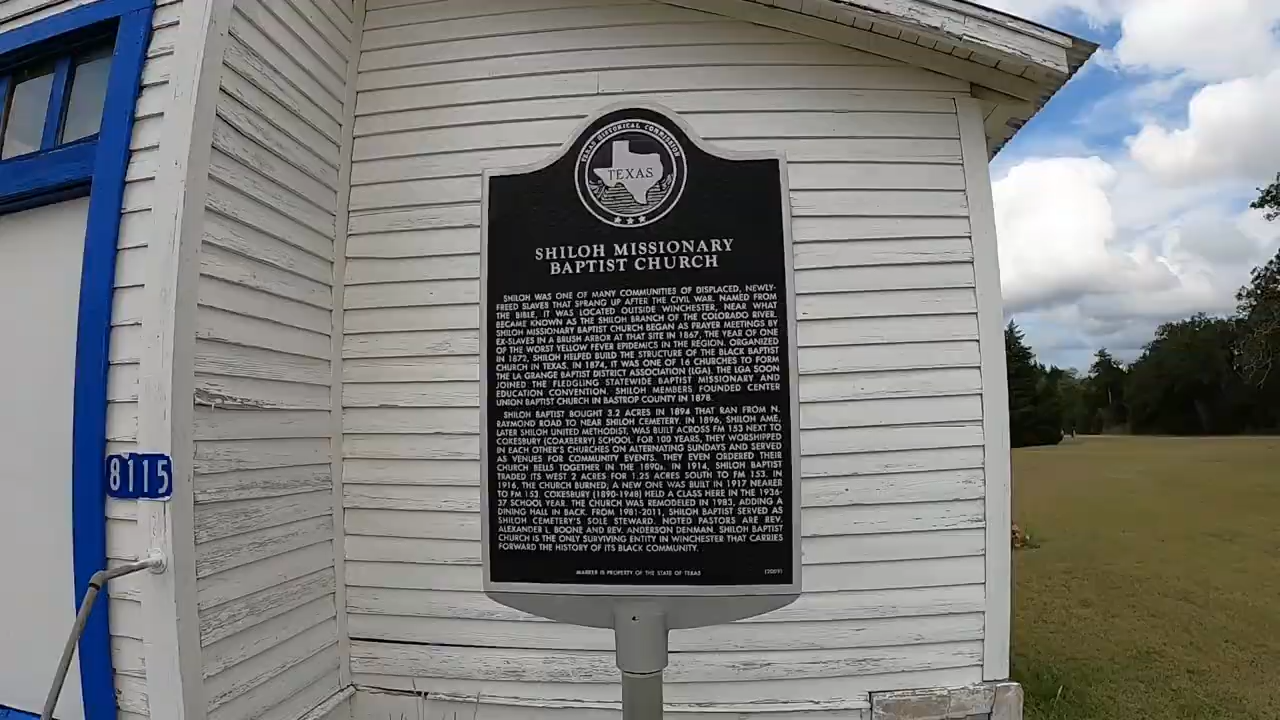 TEXAS HISTORICAL COMMISSION
TEXAS
SHILOH MISSIONARY
BAPTIST CHURCH
SHILOH WAS ONE OF MANY COMMUNITIES OF DISPLACED, NEWLY-
FREED SLAVES THAT SPRANG UP AFTER THE CIVIL WAR. NAMED FROM
THE BIBLE, IT WAS LOCATED OUTSIDE WINCHESTER, NEAR WHAT
BECAME KNOWN AS THE SHILOH BRANCH OF THE COLORADO RIVER.
SHILOH MISSIONARY BAPTIST CHURCH BEGAN AS PRAYER MEETINGS BY
EX-SLAVES IN A BRUSH ARBOR AT THAT SITE IN 1867, THE YEAR OF ONE
OF THE WORST YELLOW FEVER EPIDEMICS IN THE REGION. ORGANIZED
IN 1872, SHILOH HELPED BUILD THE STRUCTURE OF THE BLACK BAPTIST
CHURCH IN TEXAS. IN 1874, IT WAS ONE OF 16 CHURCHES TO FORM
THE LA GRANGE BAPTIST DISTRICT ASSOCIATION (LGA). THE LGA SOON
JOINED THE FLEDGLING STATEWIDE BAPTIST MISSIONARY AND
EDUCATION CONVENTION. SHILOH MEMBERS FOUNDED CENTER
UNION BAPTIST CHURCH IN BASTROP COUNTY IN 1878.
SHILOH BAPTIST BOUGHT 3.2 ACRES IN 1894 THAT RAN FROM N.
RAYMOND ROAD TO NEAR SHILOH CEMETERY. IN 1896, SHILOH AME,
LATER SHILOH UNITED METHODIST, WAS BUILT ACROSS FM 153 NEXT TO
COKESBURY (COAXBERRY) SCHOOL. FOR 100 YEARS, THEY WORSHIPPED
IN EACH OTHER'S CHURCHES ON ALTERNATING SUNDAYS AND SERVED
AS VENUES FOR COMMUNITY EVENTS. THEY EVEN ORDERED THEIR
CHURCH BELLS TOGETHER IN THE 1890s. IN 1914, SHILOH BAPTIST
TRADED ITS WEST 2 ACRES FOR 1.25 ACRES SOUTH TO FM 153. IN
1916, THE CHURCH BURNED; A NEW ONE WAS BUILT IN 1917 NEARER
TO FM 153. COKESBURY (1890-1948) HELD A CLASS HERE IN THE 1936-
37 SCHOOL YEAR. THE CHURCH WAS REMODELED IN 1983, ADDING A
DINING HALL IN BACK. FROM 1981-2011, SHILOH BAPTIST SERVED AS
SHILOH CEMETERY'S SOLE STEWARD. NOTED PASTORS ARE REV.
ALEXANDER L. BOONE AND REV. ANDERSON DENMAN. SHILOH BAPTIST
CHURCH IS THE ONLY SURVIVING ENTITY IN WINCHESTER THAT CARRIES
FORWARD THE HISTORY OF ITS BLACK COMMUNITY.
MARKER IS PROPERTY OF THE STATE OF TEXAS
8115